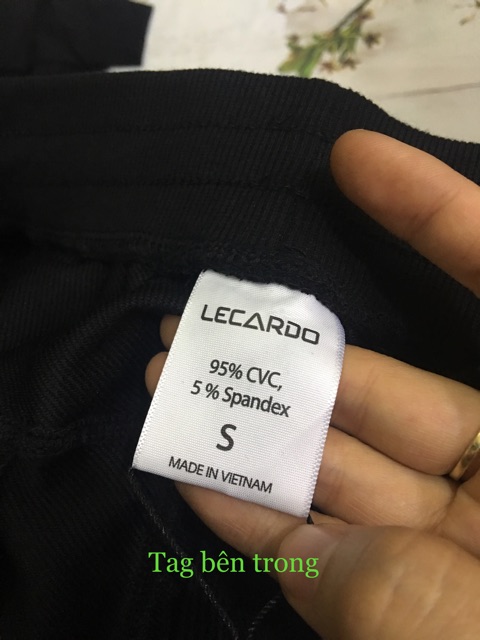 LECARDO
95% CVC,
5 % Spandex
S
MADE IN VIETNAM
Tag bên trong